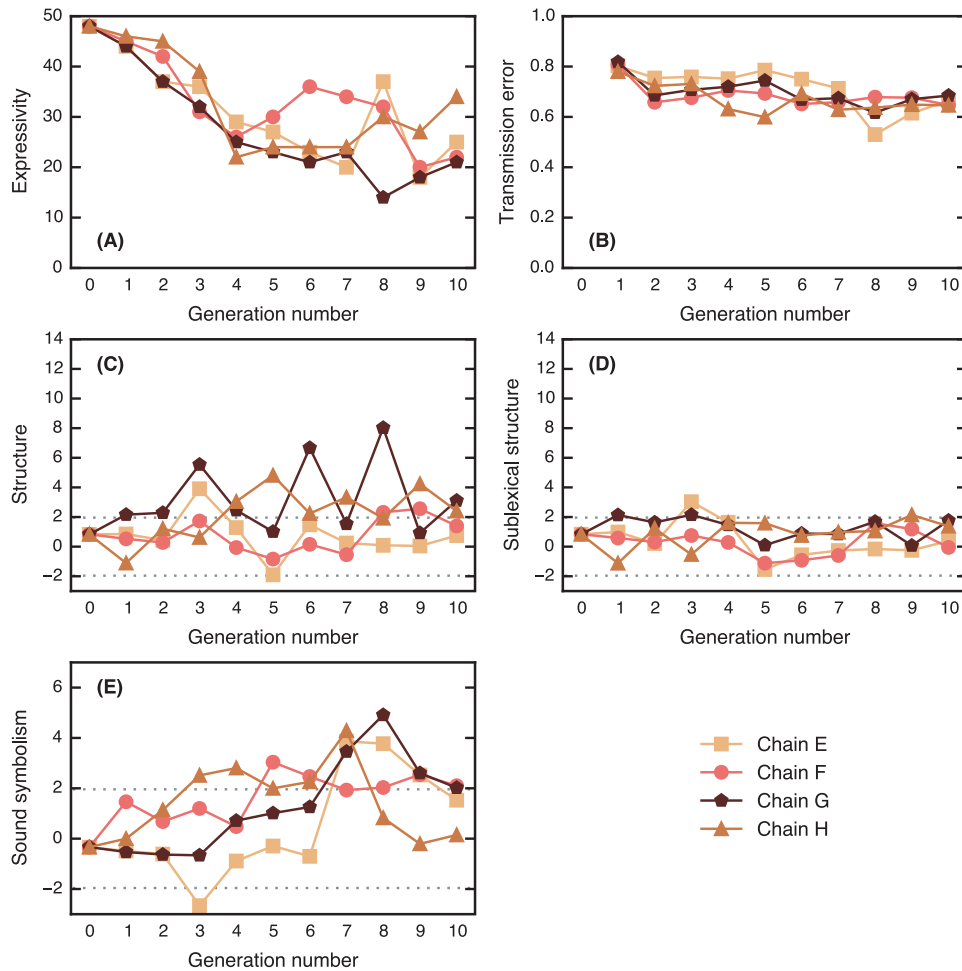 50
40
30
20
10
0
Expressivity
(A)
0 1 2 3 4 5 6 7 8 9 10
Generation number
1.0
0.8
0.6
0.4
0.2
0.0
Transmission error
(B)
0 1 2 3 4 5 6 7 8 9 10
Generation number
14
12
10
8
6
4
2
0
−2
Structure
(C)
0 1 2 3 4 5 6 7 8 9 10
Generation number
14
12
10
8
6
4
2
0
−2
Sublexical structure
(D)
0 1 2 3 4 5 6 7 8 9 10
Generation number
6
4
2
0
−2
Sound symbolism
(E)
0 1 2 3 4 5 6 7 8 9 10
Generation number
Chain E
Chain F
Chain G
Chain H